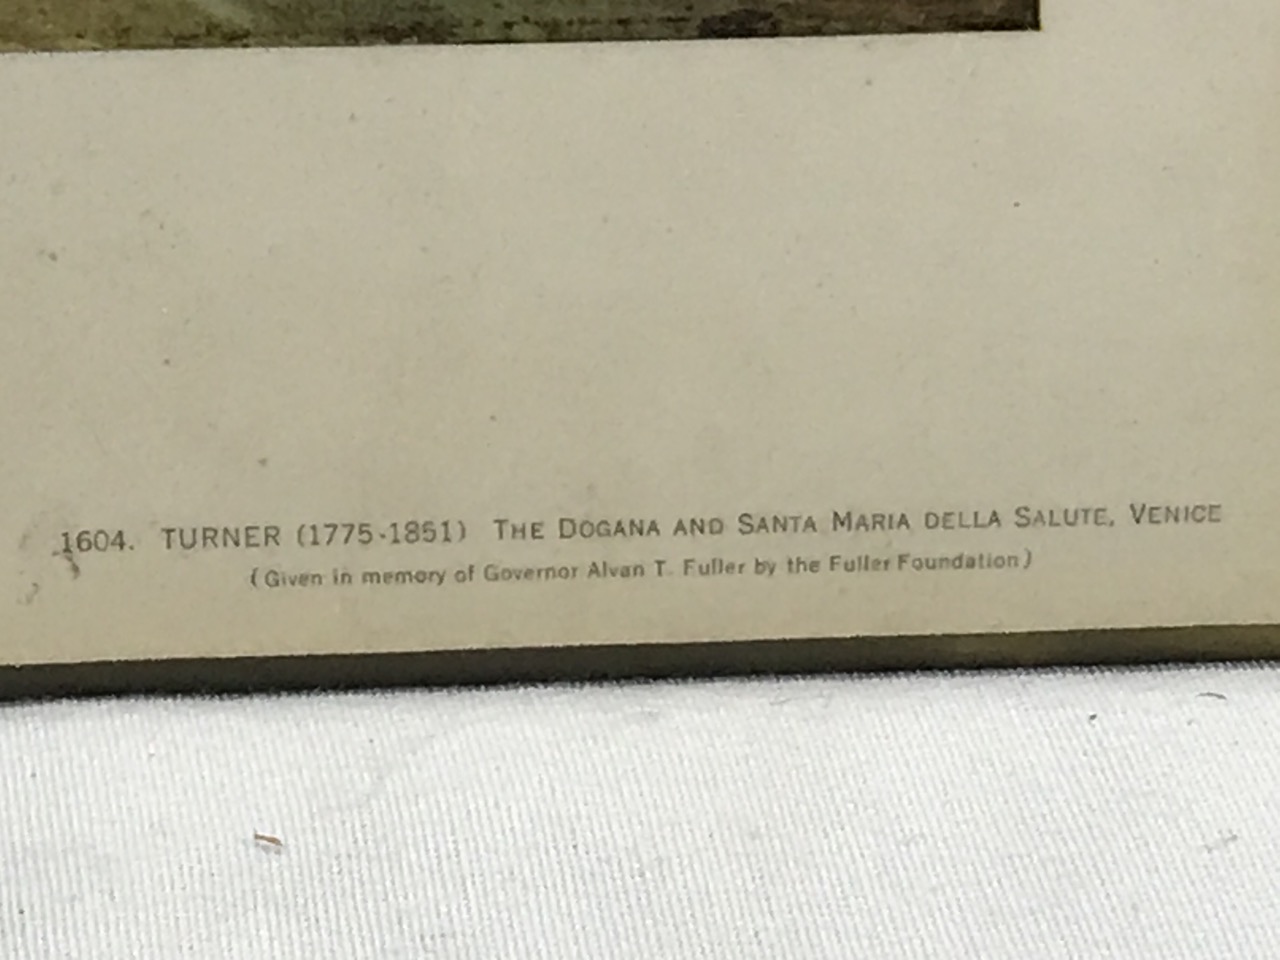 1604. TURNER (1775-1851) THE DOGANA AND SANTA MARIA DELLA SALUTE, VENICE
(Given in memory of Governor Alvan T. Fuller by the Fuller Foundation)